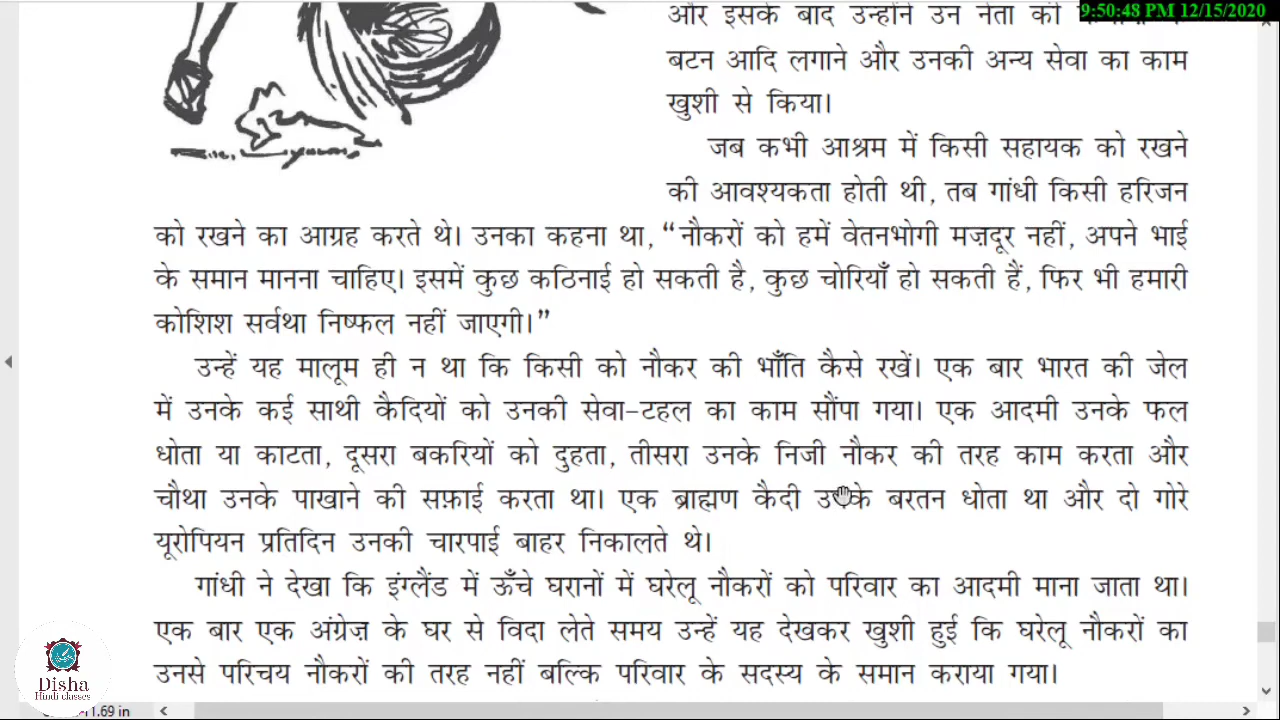 और इसके बाद उन्होंने उन नेता की
9:50:48 PM 12/15/2020
बटन आदि लगाने और उनकी अन्य सेवा का काम
खुशी से किया।
जब कभी आश्रम में किसी सहायक को रखने
की आवश्यकता होती थी, तब गांधी किसी हरिजन
को रखने का आग्रह करते थे। उनका कहना था, “नौकरों को हमें वेतनभोगी मज़दूर नहीं, अपने भाई
के समान मानना चाहिए। इसमें कुछ कठिनाई हो सकती है, कुछ चोरियाँ हो सकती हैं, फिर भी हमारी
कोशिश सर्वथा निष्फल नहीं जाएगी।”
उन्हें यह मालूम ही न था कि किसी को नौकर की भाँति कैसे रखें। एक बार भारत की जेल
में उनके कई साथी कैदियों को उनकी सेवा-टहल का काम सौंपा गया। एक आदमी उनके फल
धोता या काटता, दूसरा बकरियों को दुहता, तीसरा उनके निजी नौकर की तरह काम करता और
चौथा उनके पाखाने की सफ़ाई करता था। एक ब्राह्मण कैदी उनके बरतन धोता था और दो गोरे
यूरोपियन प्रतिदिन उनकी चारपाई बाहर निकालते थे।
गांधी ने देखा कि इंग्लैंड में ऊँचे घरानों में घरेलू नौकरों को परिवार का आदमी माना जाता था।
एक बार एक अंग्रेज़ के घर से विदा लेते समय उन्हें यह देखकर खुशी हुई कि घरेलू नौकरों का
उनसे परिचय नौकरों की तरह नहीं बल्कि परिवार के सदस्य के समान कराया गया।
Disha
Hindi classes
11.69 in